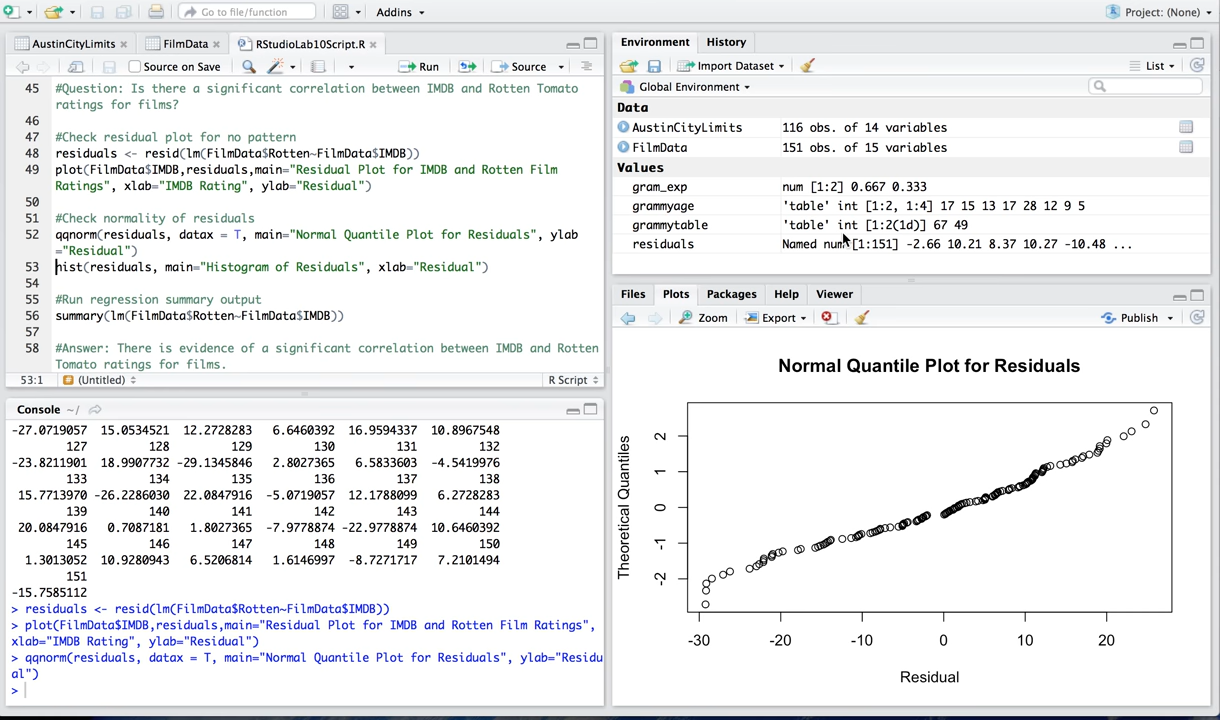 Go to file/function
Addins
Project: (None)
AustinCityLimits
FilmData
RStudioLab10Script.R
Source on Save
Run
Source
45 #Question: Is there a significant correlation between IMDB and Rotten Tomato
ratings for films?
46
47 #Check residual plot for no pattern
48 residuals <- resid(lm(FilmData$Rotten~FilmData$IMDB))
49 plot(FilmData$IMDB,residuals,main="Residual Plot for IMDB and Rotten Film
Ratings", xlab="IMDB Rating", ylab="Residual")
50
51 #Check normality of residuals
52 qqnorm(residuals, datax = T, main="Normal Quantile Plot for Residuals", ylab
="Residual")
53 hist(residuals, main="Histogram of Residuals", xlab="Residual")
54
55 #Run regression summary output
56 summary(lm(FilmData$Rotten~FilmData$IMDB))
57
58 #Answer: There is evidence of a significant correlation between IMDB and Rotten
Tomato ratings for films.
53:1 (Untitled) R Script
Console ~/
-27.0719057 15.0534521 12.2728283 6.6460392 16.9594337 10.8967548
127 128 129 130 131 132
-23.8211901 18.9907732 -29.1345846 2.8027365 6.5833603 -4.5419976
133 134 135 136 137 138
15.7713970 -26.2286030 22.0847916 -5.0719057 12.1788099 6.2728283
139 140 141 142 143 144
20.0847916 0.7087181 1.8027365 -7.9778874 -22.9778874 10.6460392
145 146 147 148 149 150
1.3013052 10.9280943 6.5206814 1.6146997 -8.7271717 7.2101494
151
-15.7585112
> residuals <- resid(lm(FilmData$Rotten~FilmData$IMDB))
> plot(FilmData$IMDB,residuals,main="Residual Plot for IMDB and Rotten Film Ratings",
xlab="IMDB Rating", ylab="Residual")
> qqnorm(residuals, datax = T, main="Normal Quantile Plot for Residuals", ylab="Residu
al")
>
Environment History
Import Dataset
List
Global Environment
Data
AustinCityLimits 116 obs. of 14 variables
FilmData 151 obs. of 15 variables
Values
gram_exp num [1:2] 0.667 0.333
grammyage 'table' int [1:2, 1:4] 17 15 13 17 28 12 9 5
grammytable 'table' int [1:2(1d)] 67 49
residuals Named num [1:151] -2.66 10.21 8.37 10.27 -10.48 ...
Files Plots Packages Help Viewer
Zoom Export Publish
Normal Quantile Plot for Residuals
Theoretical Quantiles
2
1
0
-1
-2
-30 -20 -10 0 10 20
Residual